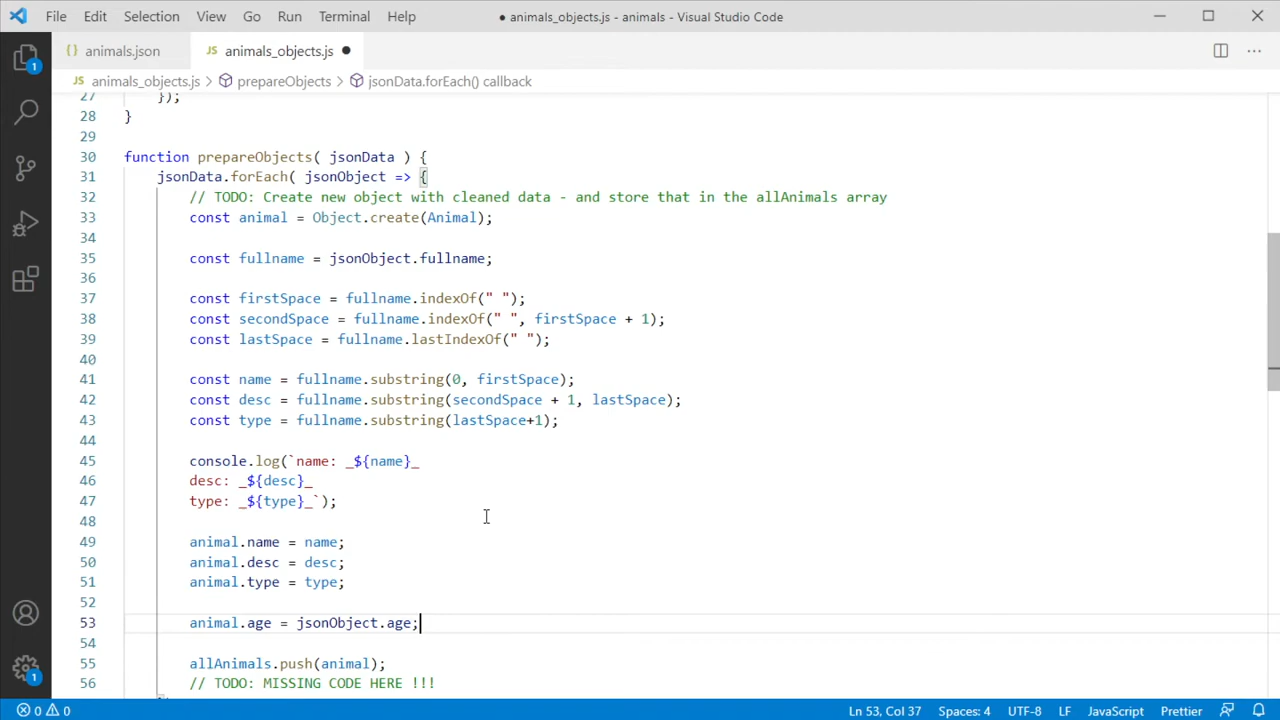 File Edit Selection View Go Run Terminal Help
● animals_objects.js - animals - Visual Studio Code
{} animals.json
JS animals_objects.js ●
JS animals_objects.js > prepareObjects > jsonData.forEach() callback
27 });
28 }
29
30 function prepareObjects( jsonData ) {
31 jsonData.forEach( jsonObject => {
32 // TODO: Create new object with cleaned data - and store that in the allAnimals array
33 const animal = Object.create(Animal);
34
35 const fullname = jsonObject.fullname;
36
37 const firstSpace = fullname.indexOf(" ");
38 const secondSpace = fullname.indexOf(" ", firstSpace + 1);
39 const lastSpace = fullname.lastIndexOf(" ");
40
41 const name = fullname.substring(0, firstSpace);
42 const desc = fullname.substring(secondSpace + 1, lastSpace);
43 const type = fullname.substring(lastSpace+1);
44
45 console.log(`name: _${name}_
46 desc: _${desc}_
47 type: _${type}_`);
48
49 animal.name = name;
50 animal.desc = desc;
51 animal.type = type;
52
53 animal.age = jsonObject.age;
54
55 allAnimals.push(animal);
56 // TODO: MISSING CODE HERE !!!
1
1
0 0 Ln 53, Col 37 Spaces: 4 UTF-8 LF JavaScript Prettier